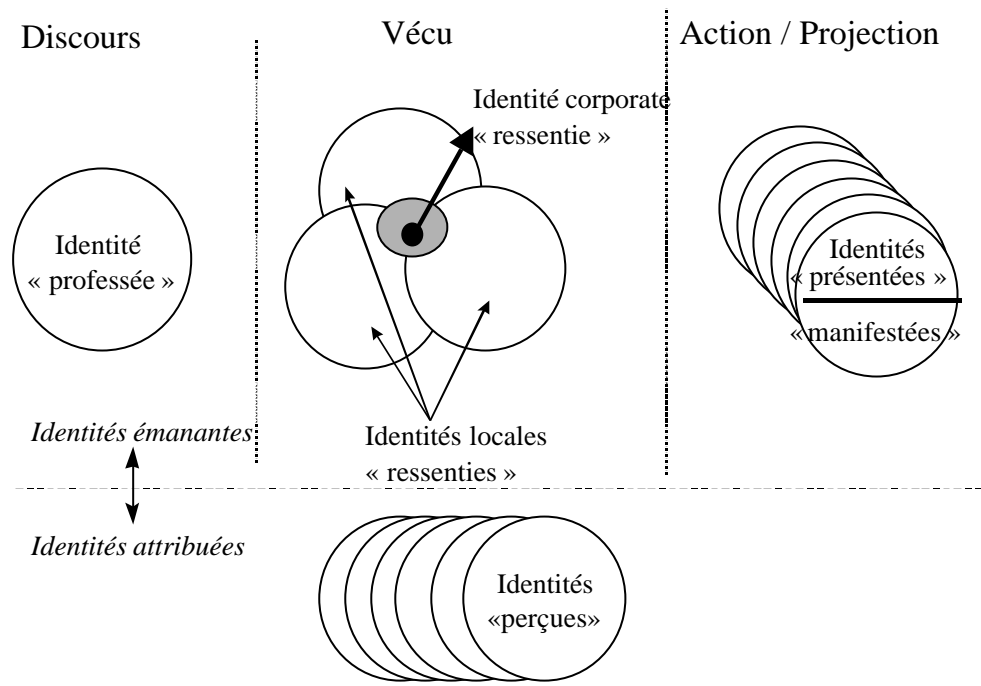 Discours
Vécu
Action / Projection
Identité corporate
« ressentie »
Identité
« professée »
Identités
« présentées »
« manifestées »
Identités émanantes
Identités locales
« ressenties »
Identités attribuées
Identités
«perçues»